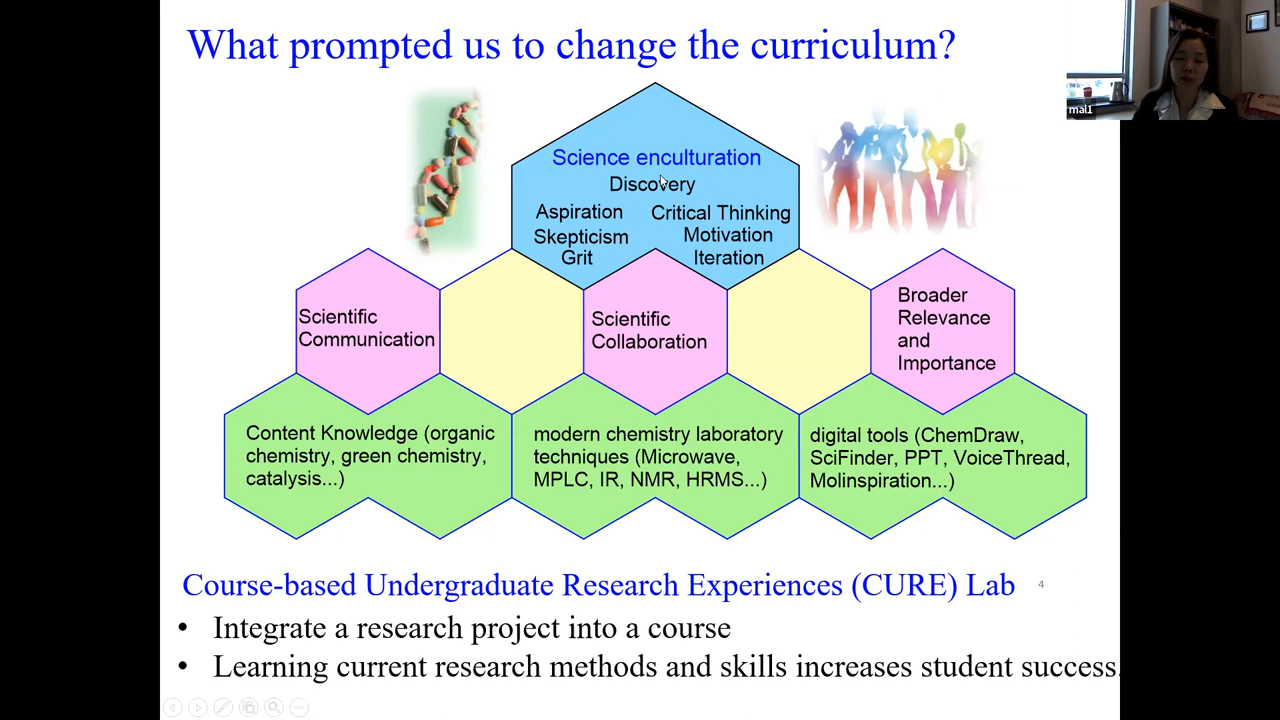 What prompted us to change the curriculum?
mal1
Science enculturation
Discovery
Aspiration
Critical Thinking
Skepticism
Motivation
Grit
Iteration
Scientific
Communication
Scientific
Collaboration
Broader
Relevance
and
Importance
Content Knowledge (organic
chemistry, green chemistry,
catalysis...)
modern chemistry laboratory
techniques (Microwave,
MPLC, IR, NMR, HRMS...)
digital tools (ChemDraw,
SciFinder, PPT, VoiceThread,
Molinspiration...)
Course-based Undergraduate Research Experiences (CURE) Lab
4
• Integrate a research project into a course
• Learning current research methods and skills increases student success.